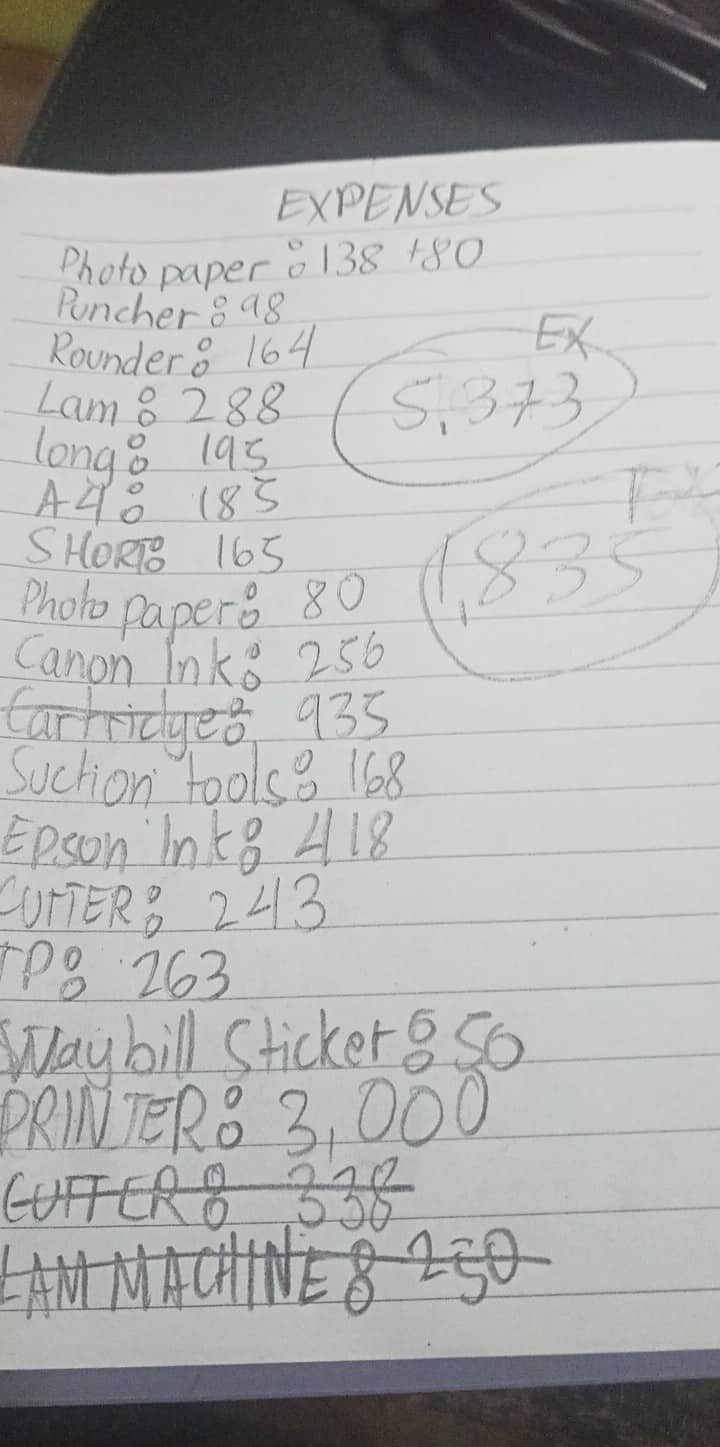 EXPENSES
Photo paper : 138 +80
Puncher : 98
Rounder : 164
EX
Lam : 288
5,373
long : 195
A4 : 185
SHORT: 165
1,835
Photo paper : 80
Canon Ink : 256
Cartridge : 935
Suction tools : 168
Epson Ink : 418
CUTTER : 243
TP : 263
Waybill Sticker : 50
PRINTER : 3,000
CUTTER : 338
LAM MACHINE : 250